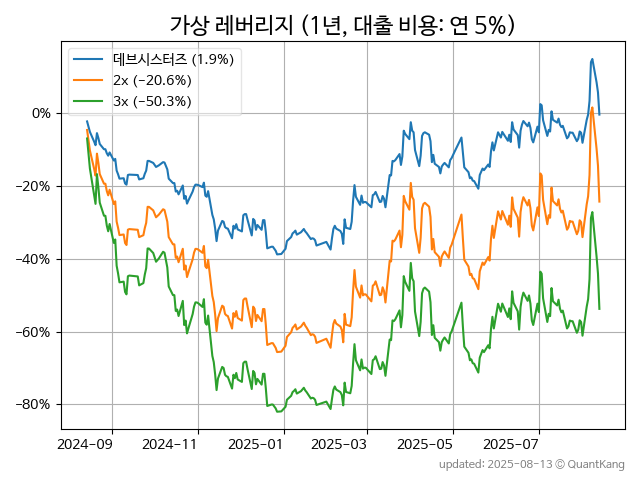 가상 레버리지 (1년, 대출 비용: 연 5%)
데브시스터즈 (1.9%)
2x (−20.6%)
3x (−50.3%)
0%
−20%
−40%
−60%
−80%
2024-09 2024-11 2025-01 2025-03 2025-05 2025-07
updated: 2025-08-13 © QuantKang